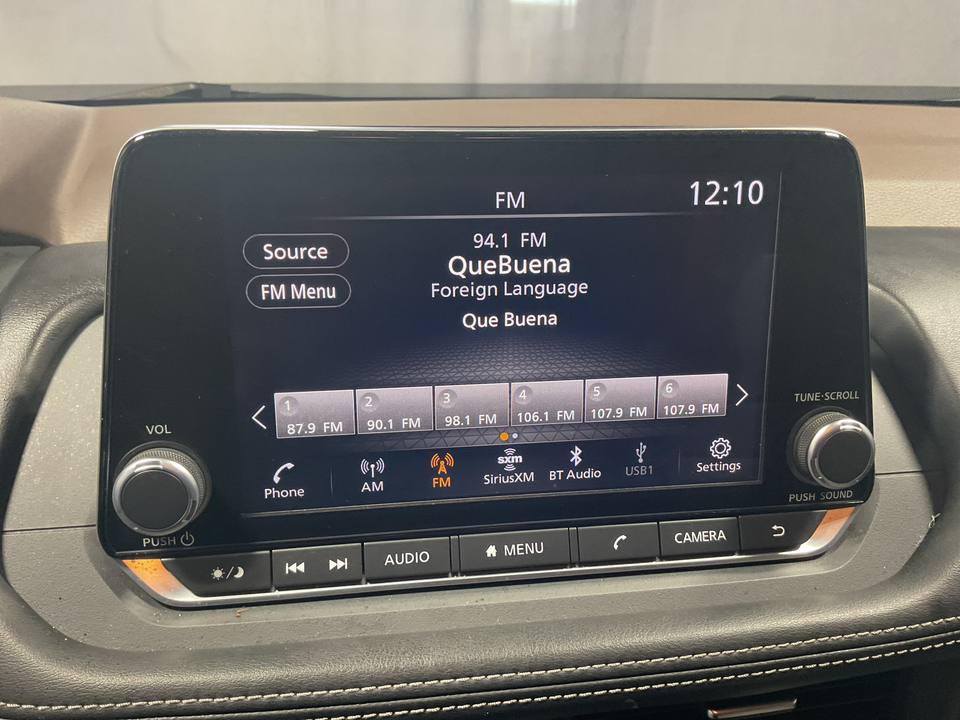 FM
12:10
Source
94.1 FM
QueBuena
FM Menu
Foreign Language
Que Buena
1
87.9 FM
2
90.1 FM
3
98.1 FM
4
106.1 FM
5
107.9 FM
6
107.9 FM
TUNE·SCROLL
VOL
Phone
AM
FM
sxm
SiriusXM
BT Audio
USB1
Settings
PUSH SOUND
PUSH
AUDIO
MENU
CAMERA